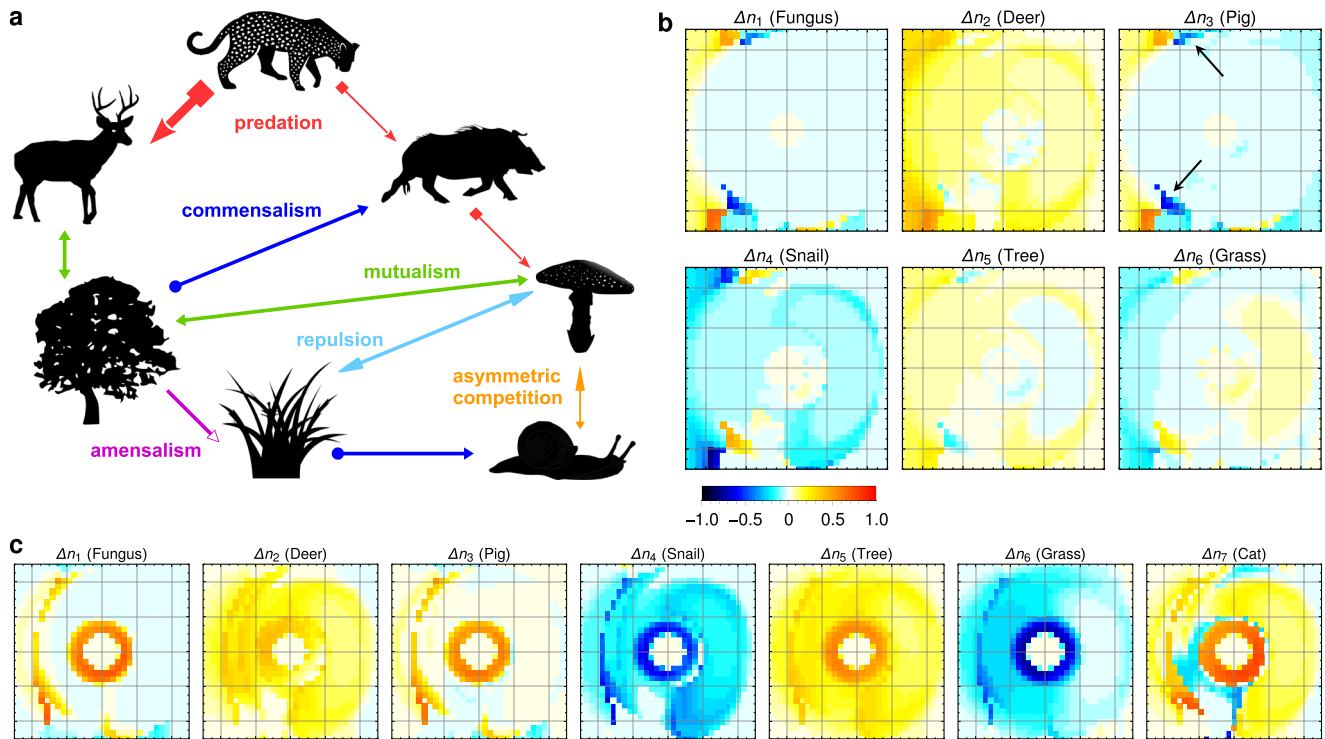 a
predation
commensalism
mutualism
repulsion
asymmetric
competition
amensalism
b
Δn1 (Fungus)
Δn2 (Deer)
Δn3 (Pig)
Δn4 (Snail)
Δn5 (Tree)
Δn6 (Grass)
−1.0 −0.5 0 0.5 1.0
c
Δn1 (Fungus)
Δn2 (Deer)
Δn3 (Pig)
Δn4 (Snail)
Δn5 (Tree)
Δn6 (Grass)
Δn7 (Cat)